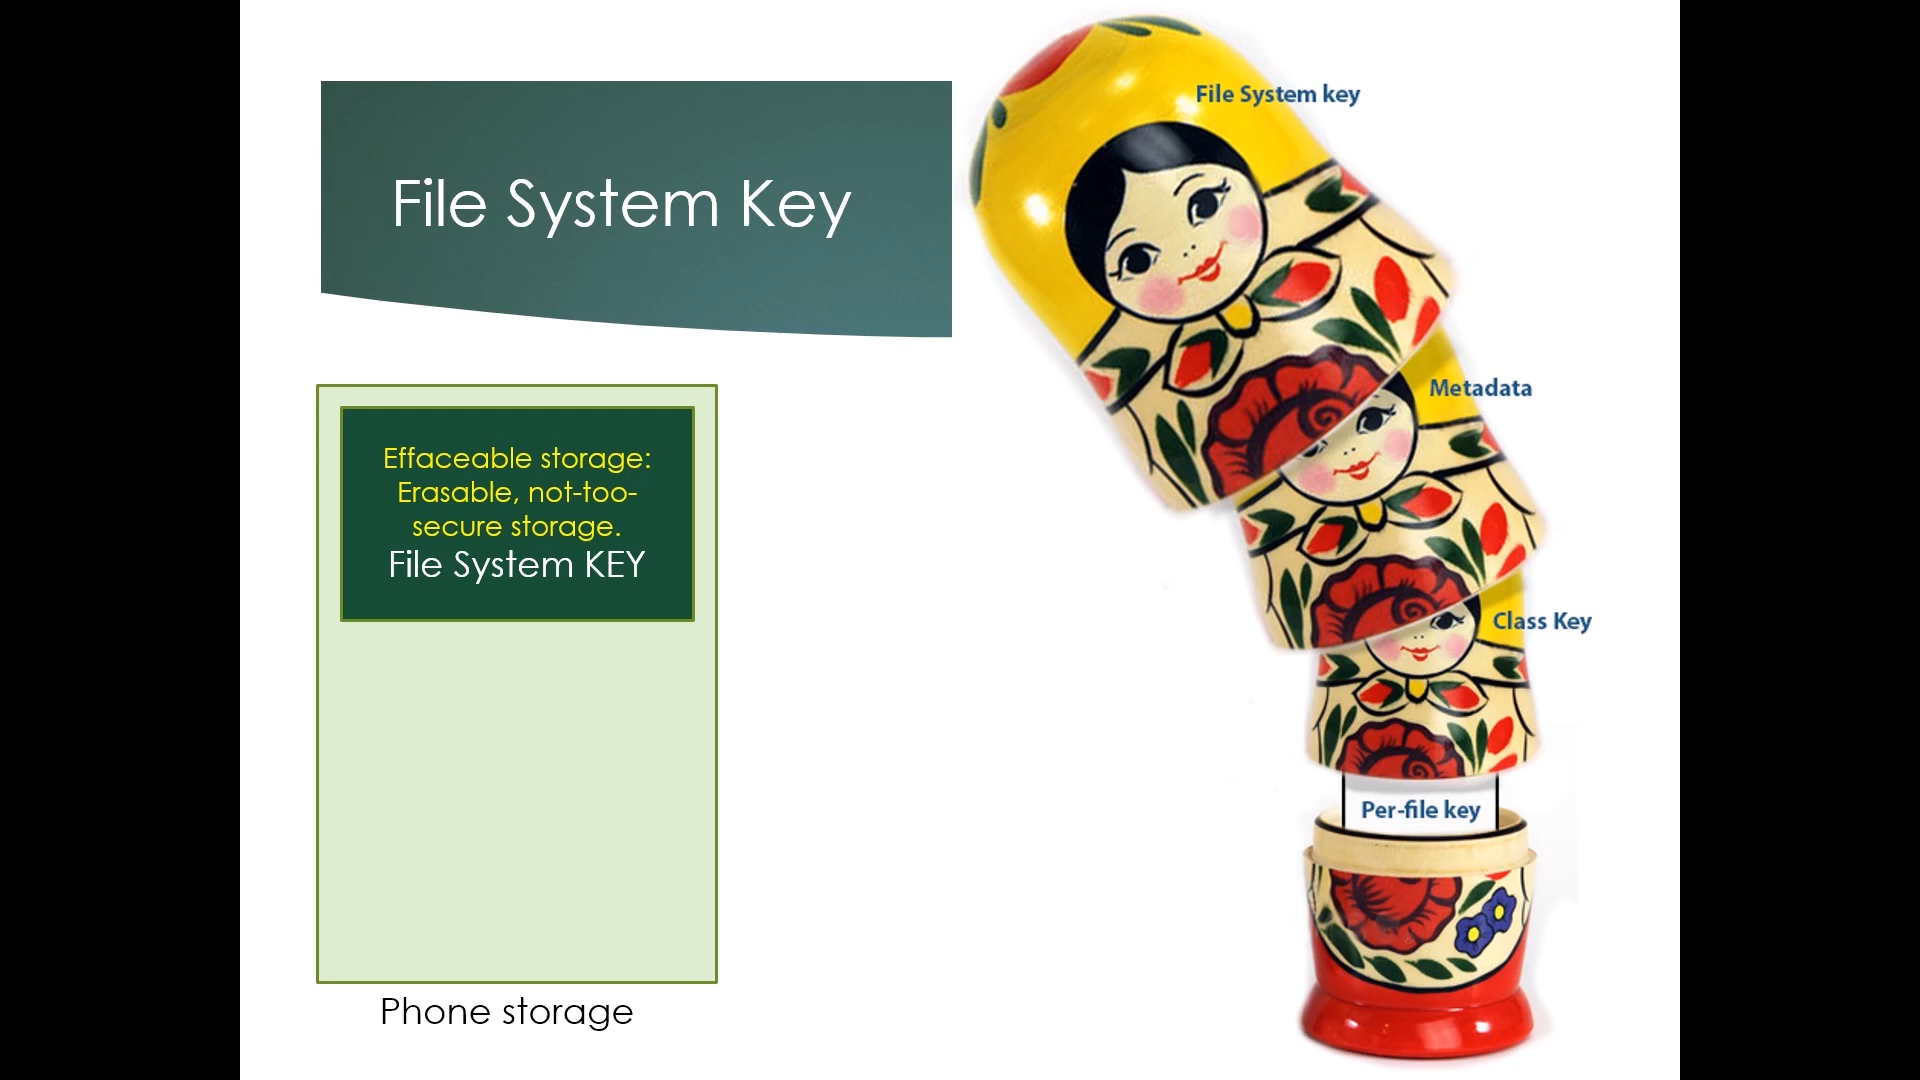 File System Key
Effaceable storage:
Erasable, not-too-
secure storage.
File System KEY
Phone storage
File System key
Metadata
Class Key
Per-file key